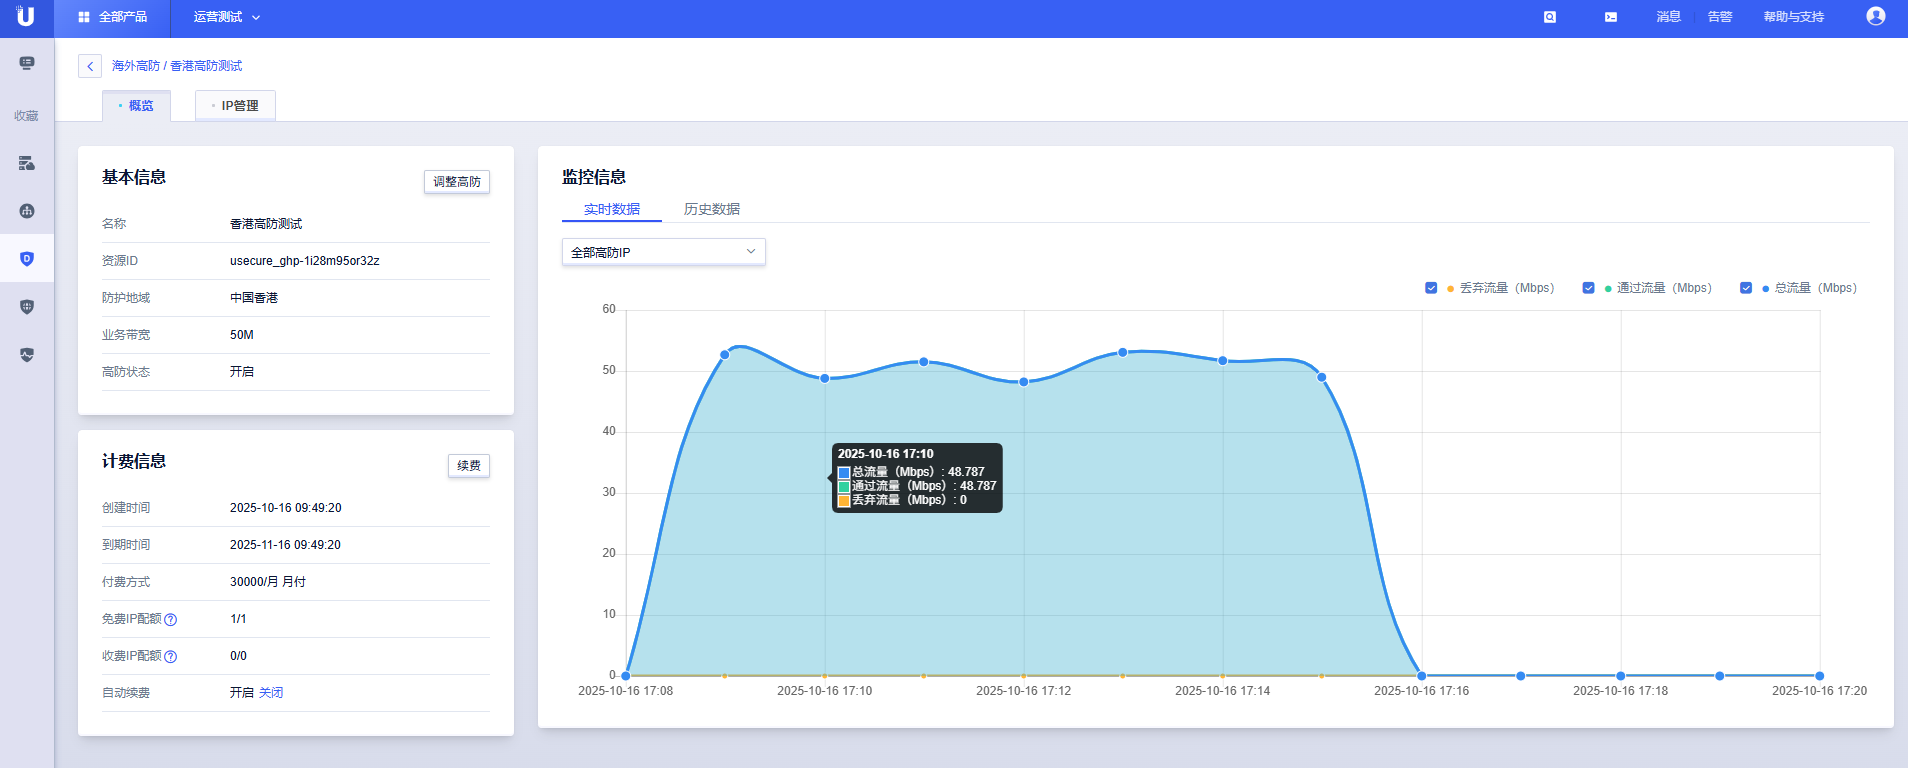 全部产品
运营测试
消息
告警
帮助与支持
收藏
海外高防 / 香港高防测试
概览
IP管理
基本信息
调整高防
名称 香港高防测试
资源ID usecure_ghp-1i28m95or32z
防护地域 中国香港
业务带宽 50M
高防状态 开启
计费信息
续费
创建时间 2025-10-16 09:49:20
到期时间 2025-11-16 09:49:20
付费方式 30000/月 月付
免费IP配额 1/1
收费IP配额 0/0
自动续费 开启 关闭
监控信息
实时数据
历史数据
全部高防IP
丢弃流量（Mbps）
通过流量（Mbps）
总流量（Mbps）
60
50
40
30
20
10
0
2025-10-16 17:10
总流量（Mbps）: 48.787
通过流量（Mbps）: 48.787
丢弃流量（Mbps）: 0
2025-10-16 17:08
2025-10-16 17:10
2025-10-16 17:12
2025-10-16 17:14
2025-10-16 17:16
2025-10-16 17:18
2025-10-16 17:20